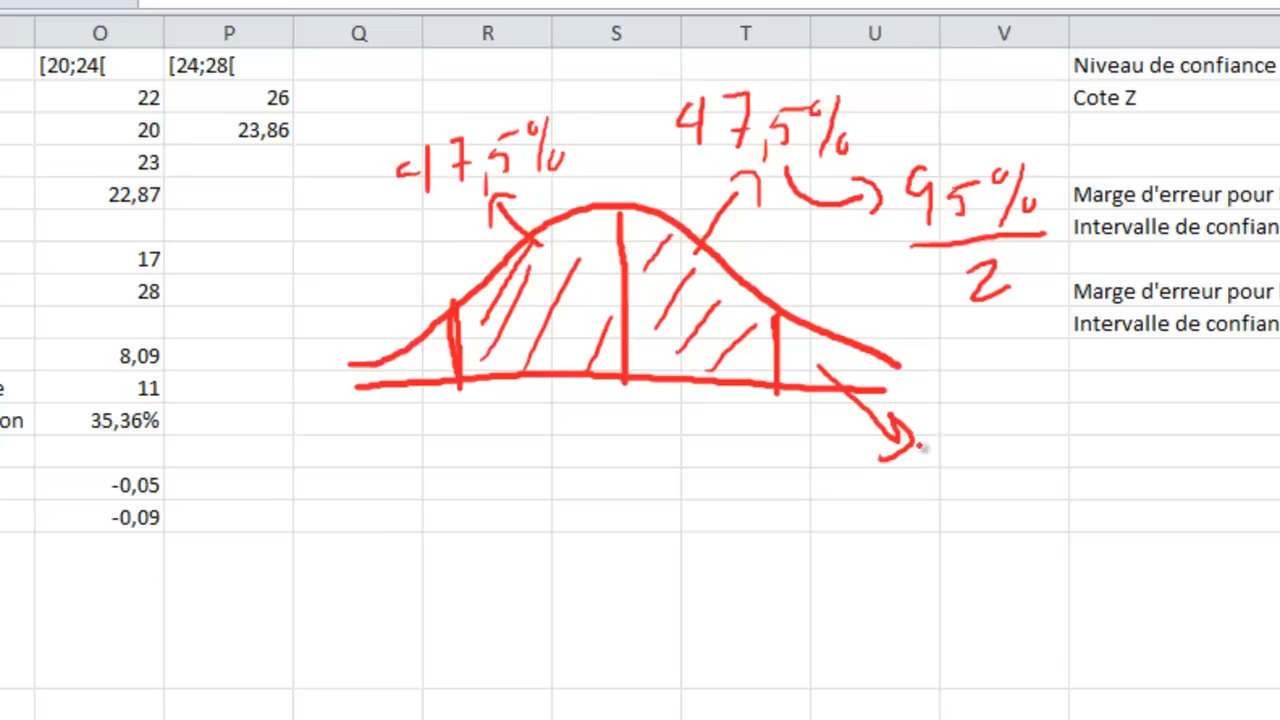 O P Q R S T U V
[20;24[ [24;28[ Niveau de confiance
22 26 Cote Z
20 23,86
47,5% 47,5%
23
22,87 95% Marge d'erreur pour
2
Intervalle de confian
17
28 Marge d'erreur pour
Intervalle de confian
8,09
11
on 35,36%
-0,05
-0,09